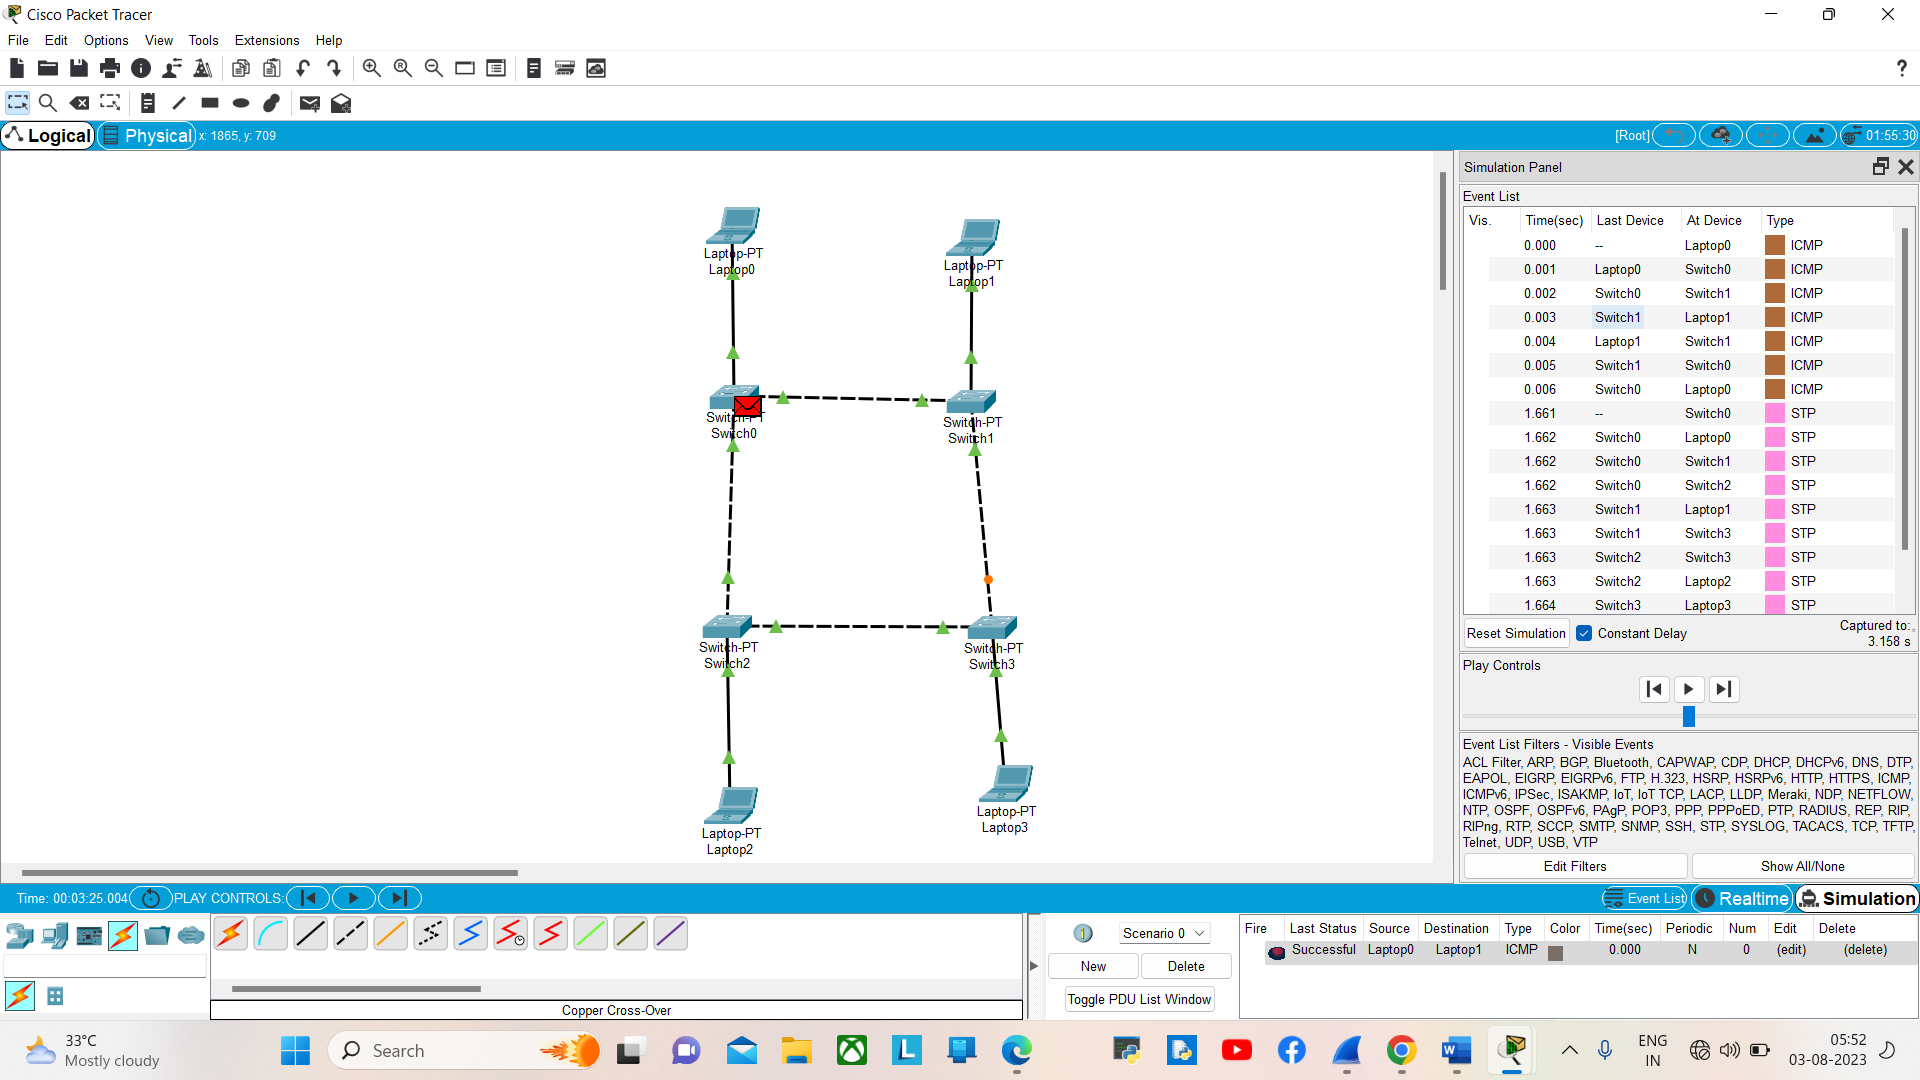 Cisco Packet Tracer
File Edit Options View Tools Extensions Help
?
Logical Physical x: 1865, y: 709 [Root] 01:55:30
Laptop-PT
Laptop0
Laptop-PT
Laptop1
Switch-PT
Switch0
Switch-PT
Switch1
Switch-PT
Switch2
Switch-PT
Switch3
Laptop-PT
Laptop2
Laptop-PT
Laptop3
Simulation Panel
Event List
Vis. Time(sec) Last Device At Device Type
0.000 -- Laptop0 ICMP
0.001 Laptop0 Switch0 ICMP
0.002 Switch0 Switch1 ICMP
0.003 Switch1 Laptop1 ICMP
0.004 Laptop1 Switch1 ICMP
0.005 Switch1 Switch0 ICMP
0.006 Switch0 Laptop0 ICMP
1.661 -- Switch0 STP
1.662 Switch0 Laptop0 STP
1.662 Switch0 Switch1 STP
1.662 Switch0 Switch2 STP
1.663 Switch1 Laptop1 STP
1.663 Switch1 Switch3 STP
1.663 Switch2 Switch3 STP
1.663 Switch2 Laptop2 STP
1.664 Switch3 Laptop3 STP
Reset Simulation Constant Delay Captured to:
3.158 s
Play Controls
Event List Filters - Visible Events
ACL Filter, ARP, BGP, Bluetooth, CAPWAP, CDP, DHCP, DHCPv6, DNS, DTP,
EAPOL, EIGRP, EIGRPv6, FTP, H.323, HSRP, HSRPv6, HTTP, HTTPS, ICMP,
ICMPv6, IPSec, ISAKMP, IoT, IoT TCP, LACP, LLDP, Meraki, NDP, NETFLOW,
NTP, OSPF, OSPFv6, PAgP, POP3, PPP, PPPoED, PTP, RADIUS, REP, RIP,
RIPng, RTP, SCCP, SMTP, SNMP, SSH, STP, SYSLOG, TACACS, TCP, TFTP,
Telnet, UDP, USB, VTP
Edit Filters Show All/None
Time: 00:03:25.004 PLAY CONTROLS: Event List Realtime Simulation
Copper Cross-Over
Scenario 0
New Delete
Toggle PDU List Window
Fire Last Status Source Destination Type Color Time(sec) Periodic Num Edit Delete
Successful Laptop0 Laptop1 ICMP 0.000 N 0 (edit) (delete)
33°C
Mostly cloudy
Search
ENG
IN
05:52
03-08-2023